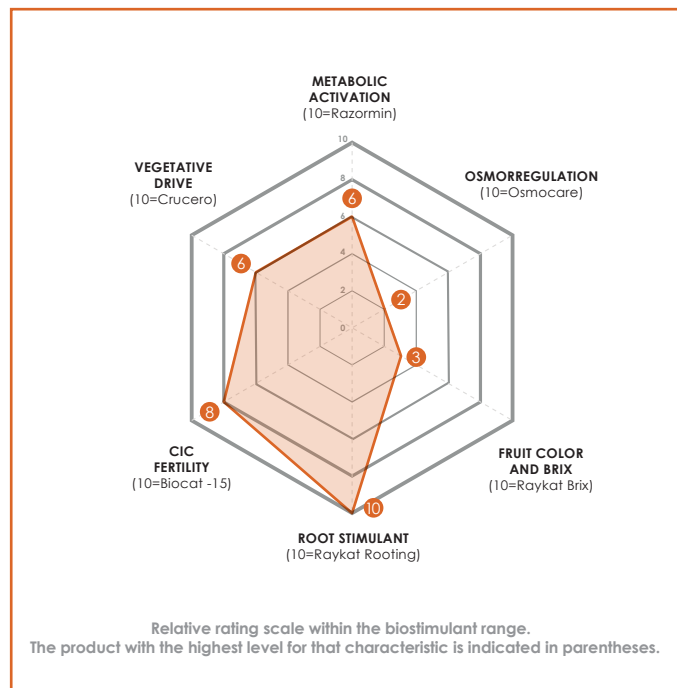 METABOLIC
ACTIVATION
(10=Razormin)
VEGETATIVE
DRIVE
(10=Crucero)
OSMORREGULATION
(10=Osmocare)
10
8
6
6
4
2
0
6
2
3
8
10
CIC
FERTILITY
(10=Biocat -15)
FRUIT COLOR
AND BRIX
(10=Raykat Brix)
ROOT STIMULANT
(10=Raykat Rooting)
Relative rating scale within the biostimulant range.
The product with the highest level for that characteristic is indicated in parentheses.